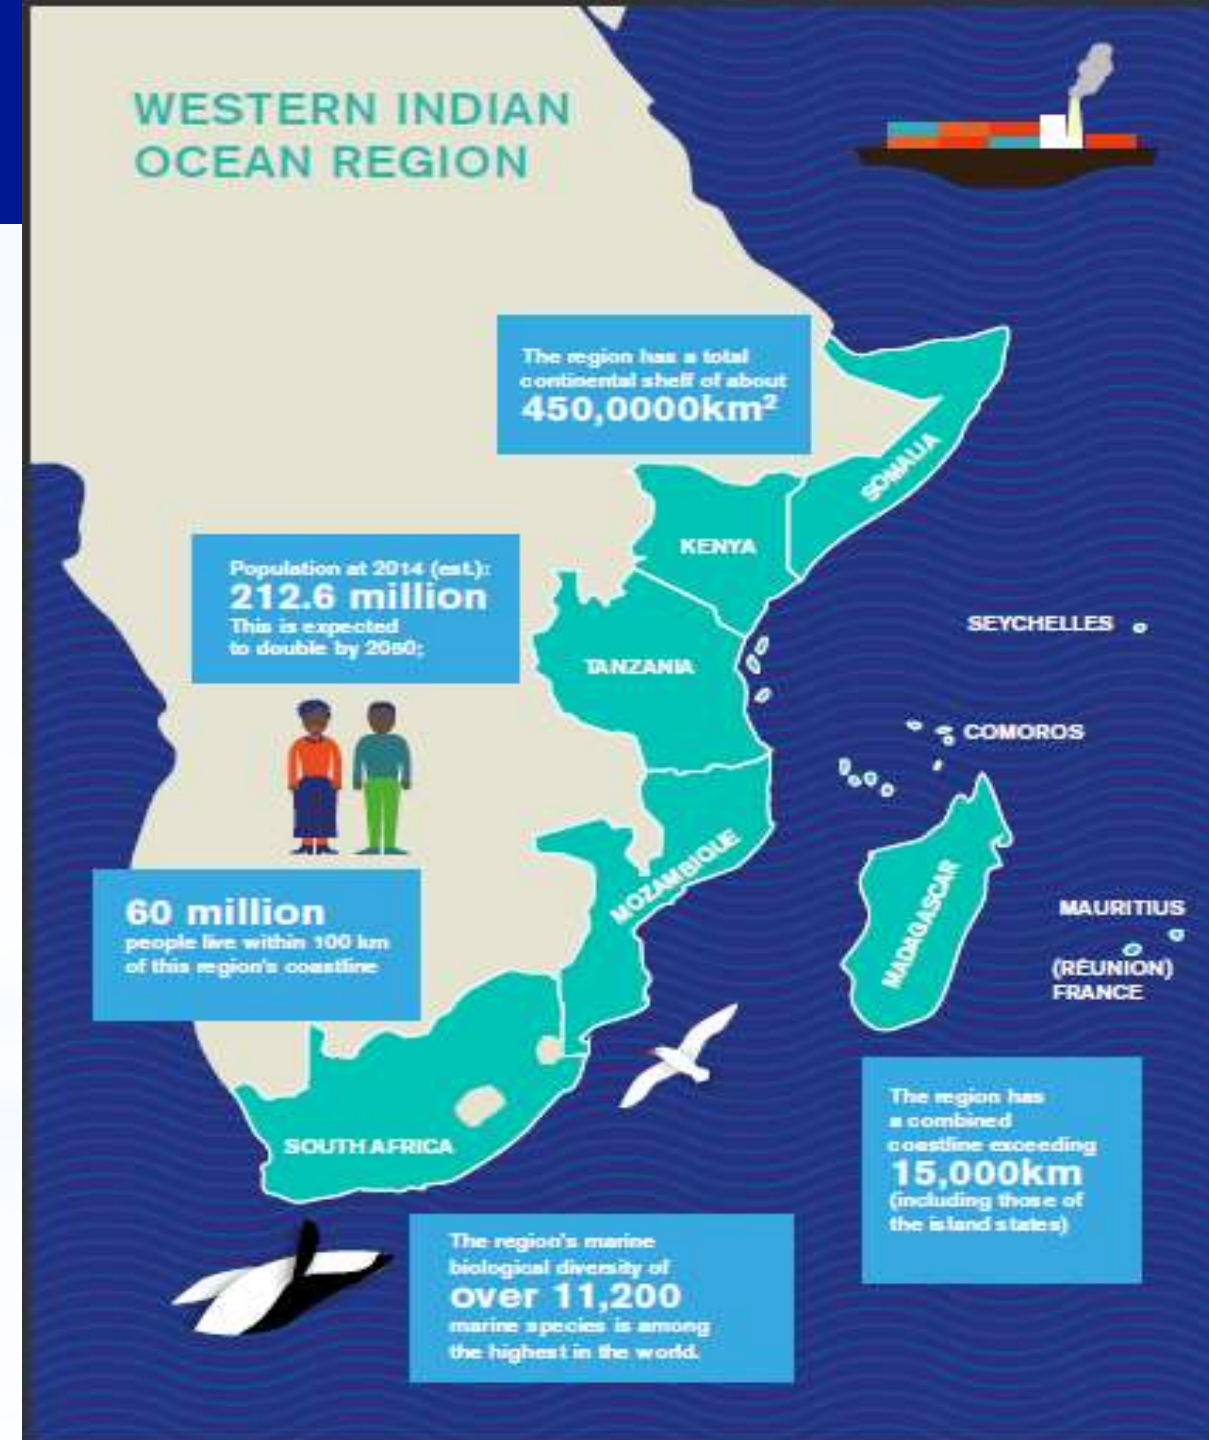 WESTERN INDIAN
OCEAN REGION
The region has a total
continental shelf of about
450,0000km²
SOMALIA
KENYA
Population at 2014 (est.):
212.6 million
This is expected
to double by 2050;
SEYCHELLES
TANZANIA
COMOROS
MOZAMBIQUE
MADAGASCAR
60 million
people live within 100 km
of this region's coastline
MAURITIUS
(RÉUNION)
FRANCE
The region has
a combined
coastline exceeding
15,000km
(including those of
the island states)
SOUTH AFRICA
The region's marine
biological diversity of
over 11,200
marine species is among
the highest in the world.